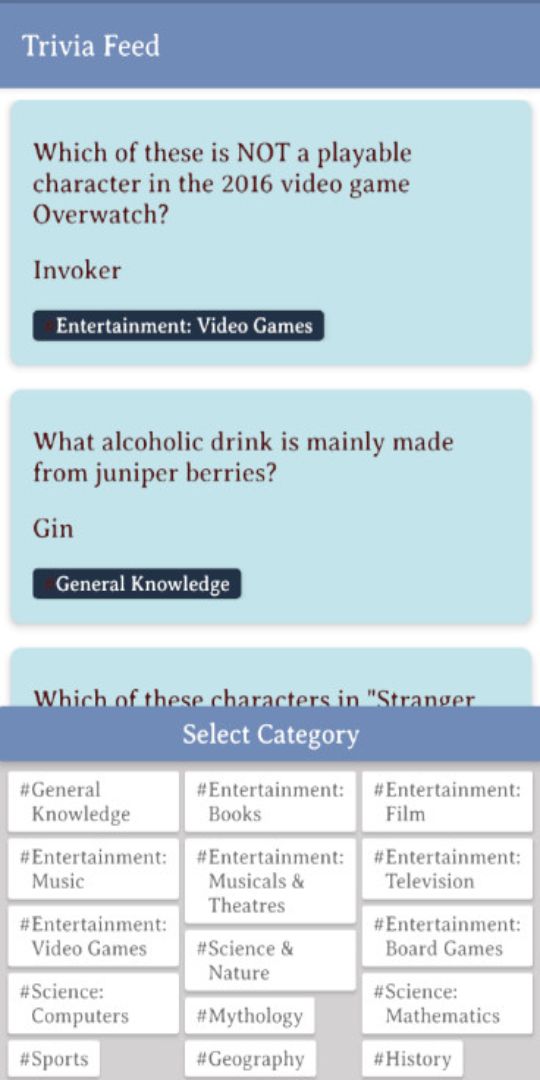 Trivia Feed
Which of these is NOT a playable
character in the 2016 video game
Overwatch?
Invoker
#Entertainment: Video Games
What alcoholic drink is mainly made
from juniper berries?
Gin
#General Knowledge
Which of these characters in "Stranger
Select Category
#General
Knowledge
#Entertainment:
Books
#Entertainment:
Film
#Entertainment:
Music
#Entertainment:
Musicals &
Theatres
#Entertainment:
Television
#Entertainment:
Video Games
#Science &
Nature
#Entertainment:
Board Games
#Science:
Computers
#Mythology
#Science:
Mathematics
#Sports
#Geography
#History